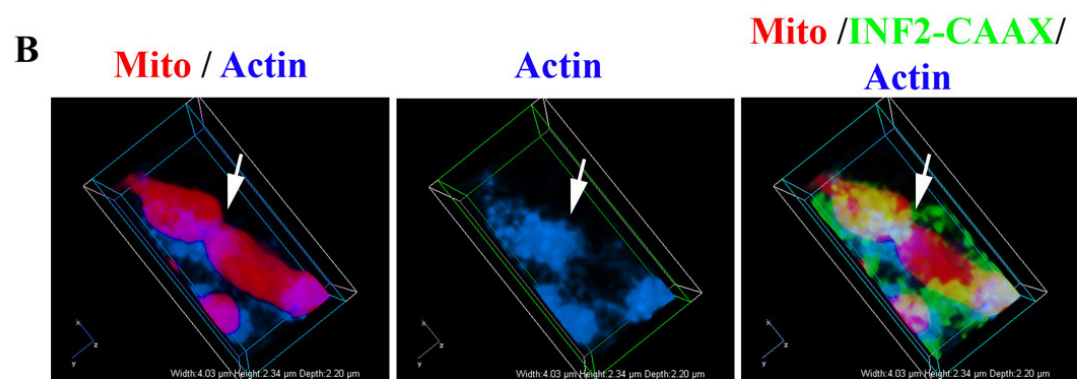 B
Mito / Actin
Actin
Mito /INF2-CAAX/
Actin
x
z
y
Width:4.03 µm Height:2.34 µm Depth:2.20 µm
x
z
y
Width:4.03 µm Height:2.34 µm Depth:2.20 µm
x
z
y
Width:4.03 µm Height:2.34 µm Depth:2.20 µm